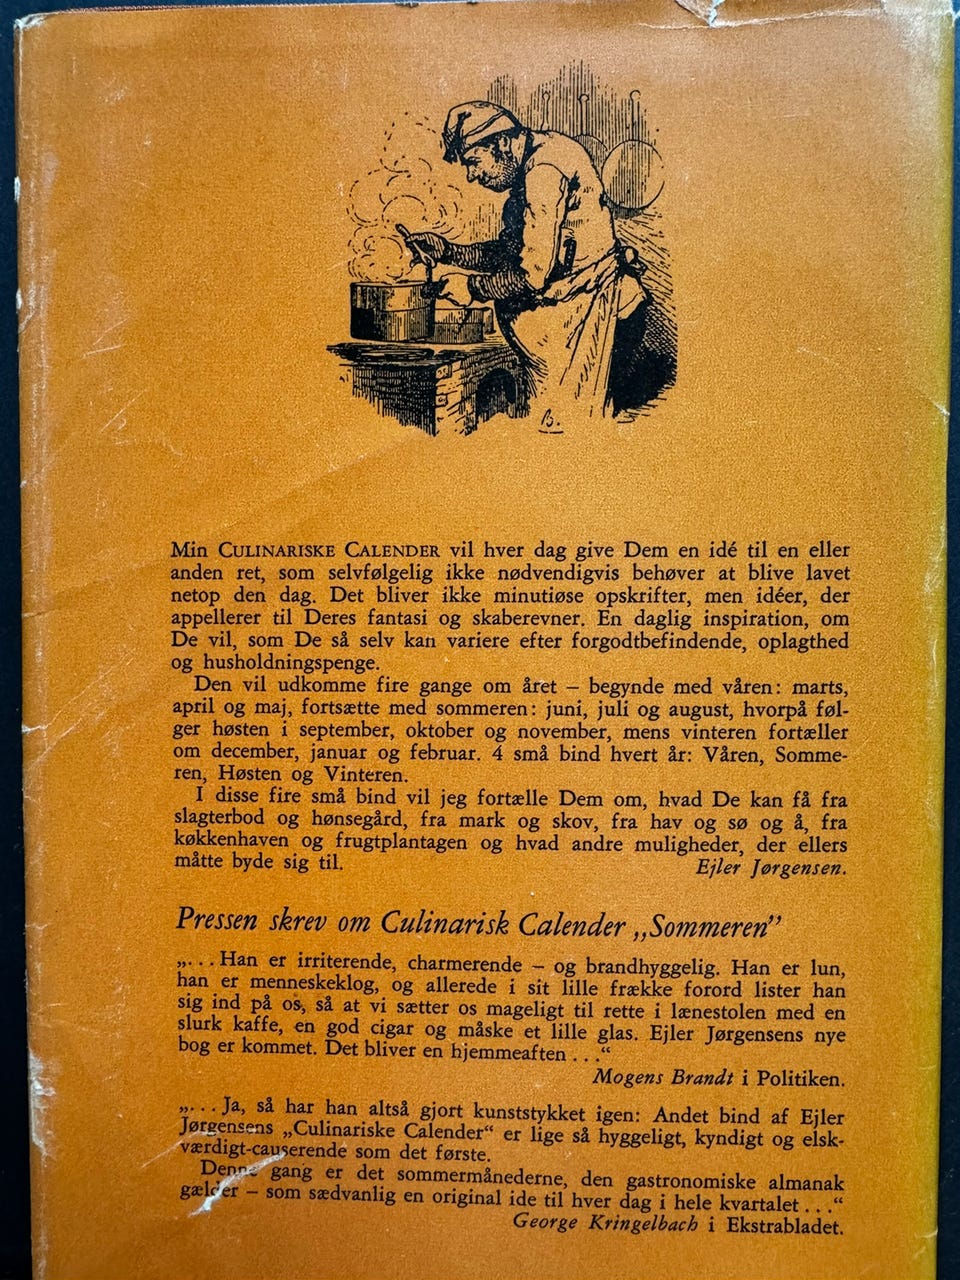 B.
Min CULINARISKE CALENDER vil hver dag give Dem en idé til en eller
anden ret, som selvfølgelig ikke nødvendigvis behøver at blive lavet
netop den dag. Det bliver ikke minutiøse opskrifter, men idéer, der
appellerer til Deres fantasi og skaberevner. En daglig inspiration, om
De vil, som De så selv kan variere efter forgodtbefindende, oplagthed
og husholdningspenge.
Den vil udkomme fire gange om året – begynde med våren: marts,
april og maj, fortsætte med sommeren: juni, juli og august, hvorpå føl-
ger høsten i september, oktober og november, mens vinteren fortæller
om december, januar og februar. 4 små bind hvert år: Våren, Somme-
ren, Høsten og Vinteren.
I disse fire små bind vil jeg fortælle Dem om, hvad De kan få fra
slagterbod og hønsegård, fra mark og skov, fra hav og sø og å, fra
køkkenhaven og frugtplantagen og hvad andre muligheder, der ellers
måtte byde sig til. Ejler Jørgensen.
Pressen skrev om Culinarisk Calender „Sommeren”
„... Han er irriterende, charmerende – og brandhyggelig. Han er lun,
han er menneskeklog, og allerede i sit lille frække forord lister han
sig ind på os, så at vi sætter os mageligt til rette i lænestolen med en
slurk kaffe, en god cigar og måske et lille glas. Ejler Jørgensens nye
bog er kommet. Det bliver en hjemmeaften ...“
Mogens Brandt i Politiken.
„... Ja, så har han altså gjort kunststykket igen: Andet bind af Ejler
Jørgensens „Culinariske Calender“ er lige så hyggeligt, kyndigt og elsk-
værdigt-causerende som det første.
Denne gang er det sommermånederne, den gastronomiske almanak
gælder – som sædvanlig en original ide til hver dag i hele kvartalet ...“
George Kringelbach i Ekstrabladet.